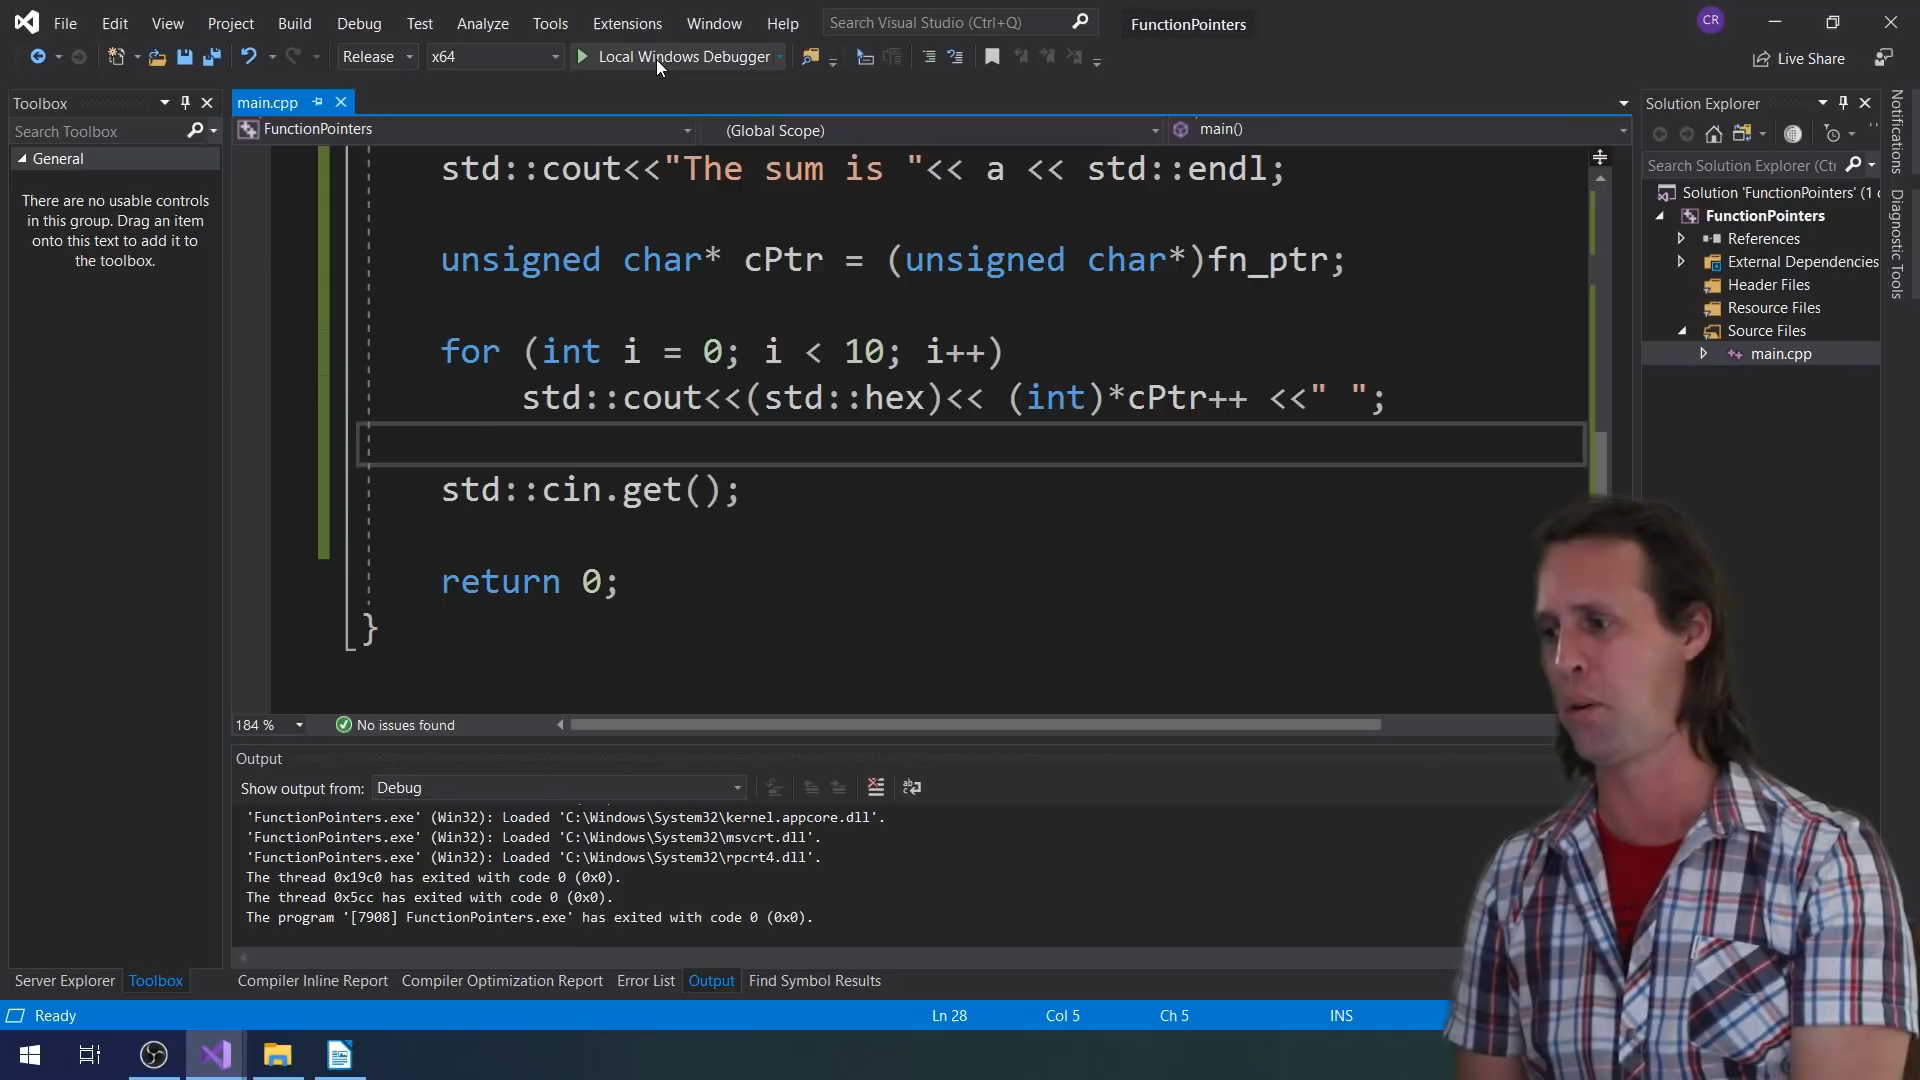 File Edit View Project Build Debug Test Analyze Tools Extensions Window Help Search Visual Studio (Ctrl+Q) FunctionPointers CR
Release x64 Local Windows Debugger Live Share
Toolbox
Search Toolbox
General
There are no usable controls
in this group. Drag an item
onto this text to add it to
the toolbox.
Server Explorer Toolbox
main.cpp
FunctionPointers (Global Scope) main()
std::cout<<"The sum is "<< a << std::endl;
unsigned char* cPtr = (unsigned char*)fn_ptr;
for (int i = 0; i < 10; i++)
std::cout<<(std::hex)<< (int)*cPtr++ <<" ";
std::cin.get();
return 0;
}
184 % No issues found
Output
Show output from: Debug
'FunctionPointers.exe' (Win32): Loaded 'C:\Windows\System32\kernel.appcore.dll'.
'FunctionPointers.exe' (Win32): Loaded 'C:\Windows\System32\msvcrt.dll'.
'FunctionPointers.exe' (Win32): Loaded 'C:\Windows\System32\rpcrt4.dll'.
The thread 0x19c0 has exited with code 0 (0x0).
The thread 0x5cc has exited with code 0 (0x0).
The program '[7908] FunctionPointers.exe' has exited with code 0 (0x0).
Compiler Inline Report Compiler Optimization Report Error List Output Find Symbol Results
Solution Explorer
Search Solution Explorer (Ctr
Solution 'FunctionPointers' (1
FunctionPointers
References
External Dependencies
Header Files
Resource Files
Source Files
main.cpp
Notifications
Diagnostic Tools
Ready Ln 28 Col 5 Ch 5 INS